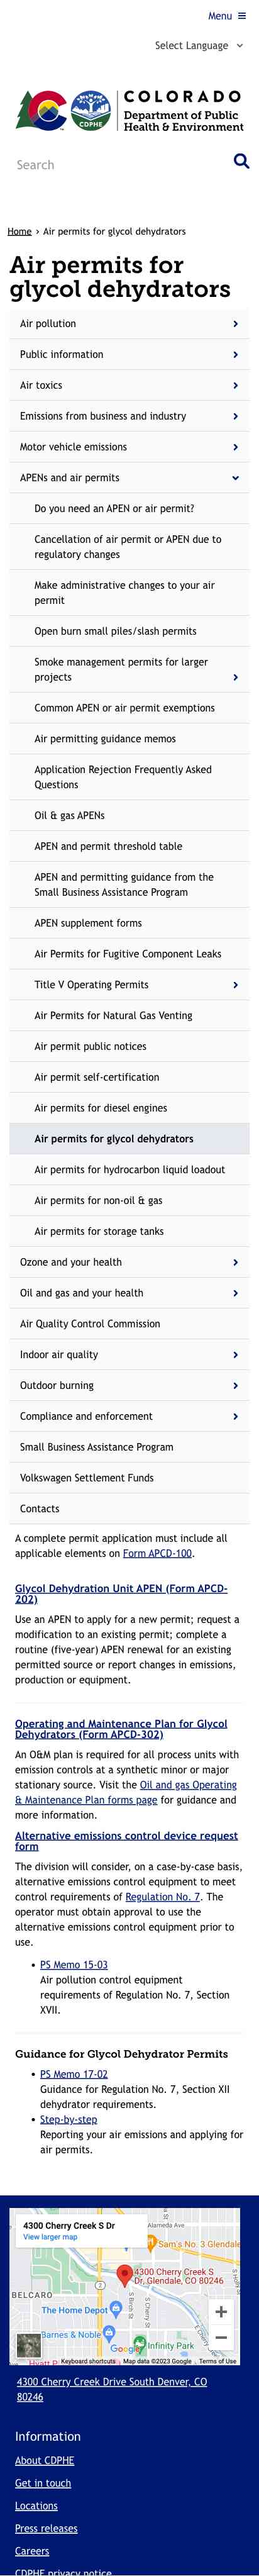 Menu
Select Language
COLORADO
Department of Public
Health & Environment
CDPHE
Search
Home › Air permits for glycol dehydrators
Air permits for
glycol dehydrators
Air pollution
Public information
Air toxics
Emissions from business and industry
Motor vehicle emissions
APENs and air permits
Do you need an APEN or air permit?
Cancellation of air permit or APEN due to
regulatory changes
Make administrative changes to your air
permit
Open burn small piles/slash permits
Smoke management permits for larger
projects
Common APEN or air permit exemptions
Air permitting guidance memos
Application Rejection Frequently Asked
Questions
Oil & gas APENs
APEN and permit threshold table
APEN and permitting guidance from the
Small Business Assistance Program
APEN supplement forms
Air Permits for Fugitive Component Leaks
Title V Operating Permits
Air Permits for Natural Gas Venting
Air permit public notices
Air permit self-certification
Air permits for diesel engines
Air permits for glycol dehydrators
Air permits for hydrocarbon liquid loadout
Air permits for non-oil & gas
Air permits for storage tanks
Ozone and your health
Oil and gas and your health
Air Quality Control Commission
Indoor air quality
Outdoor burning
Compliance and enforcement
Small Business Assistance Program
Volkswagen Settlement Funds
Contacts
A complete permit application must include all
applicable elements on Form APCD-100.
Glycol Dehydration Unit APEN (Form APCD-
202)
Use an APEN to apply for a new permit; request a
modification to an existing permit; complete a
routine (five-year) APEN renewal for an existing
permitted source or report changes in emissions,
production or equipment.
Operating and Maintenance Plan for Glycol
Dehydrators (Form APCD-302)
An O&M plan is required for all process units with
emission controls at a synthetic minor or major
stationary source. Visit the Oil and gas Operating
& Maintenance Plan forms page for guidance and
more information.
Alternative emissions control device request
form
The division will consider, on a case-by-case basis,
alternative emissions control equipment to meet
control requirements of Regulation No. 7. The
operator must obtain approval to use the
alternative emissions control equipment prior to
use.
• PS Memo 15-03
Air pollution control equipment
requirements of Regulation No. 7, Section
XVII.
Guidance for Glycol Dehydrator Permits
• PS Memo 17-02
Guidance for Regulation No. 7, Section XII
dehydrator requirements.
• Step-by-step
Reporting your air emissions and applying for
air permits.
4300 Cherry Creek S Dr
View larger map
Alameda Ave
Sam's No. 3 Glendale
4300 Cherry Creek S
Dr, Glendale, CO 80246
BELCARO
2
The Home Depot
Barnes & Noble
Infinity Park
Google
Hyatt P
Keyboard shortcuts Map data ©2023 Google Terms of Use
4300 Cherry Creek Drive South Denver, CO
80246
Information
About CDPHE
Get in touch
Locations
Press releases
Careers
CDPHE privacy notice